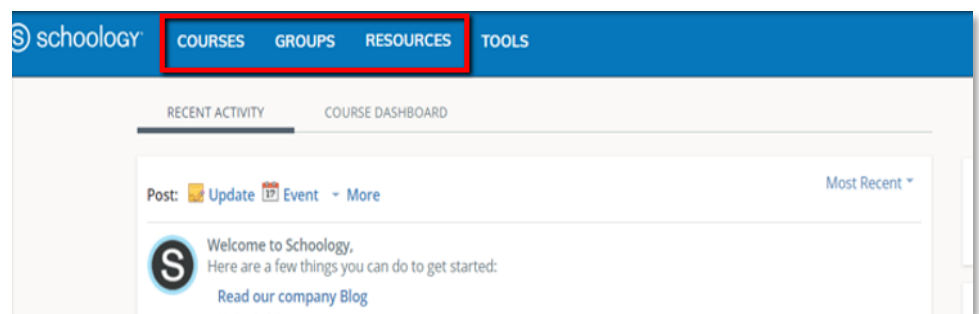 S schoology COURSES GROUPS RESOURCES TOOLS
RECENT ACTIVITY COURSE DASHBOARD
Post: Update 17 Event More Most Recent
S Welcome to Schoology,
Here are a few things you can do to get started:
Read our company Blog